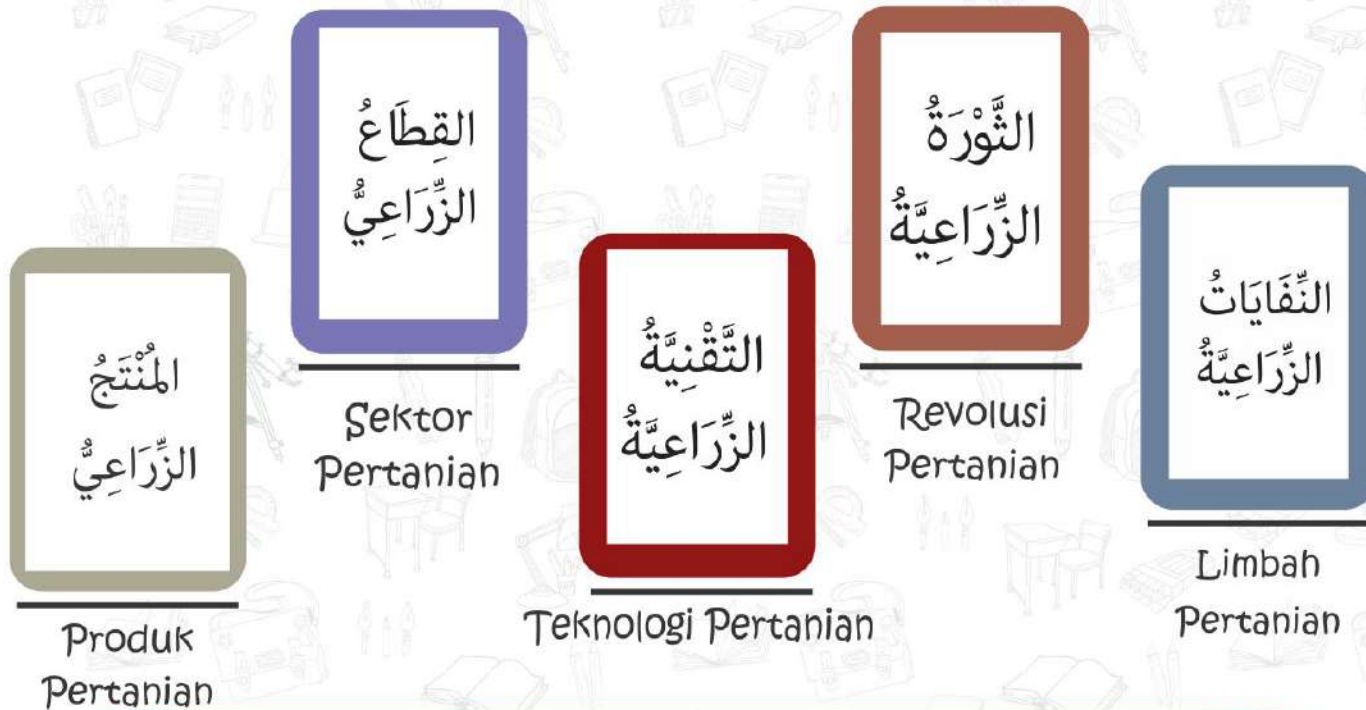 المُنْتَجُ
الزِّرَاعِيُّ
Produk
Pertanian
القِطَاعُ
الزِّرَاعِيُّ
Sektor
Pertanian
التَّقْنِيَّةُ
الزِّرَاعِيَّةُ
Teknologi Pertanian
الثَّوْرَةُ
الزِّرَاعِيَّةُ
Revolusi
Pertanian
النِّفَايَاتُ
الزِّرَاعِيَّةُ
Limbah
Pertanian